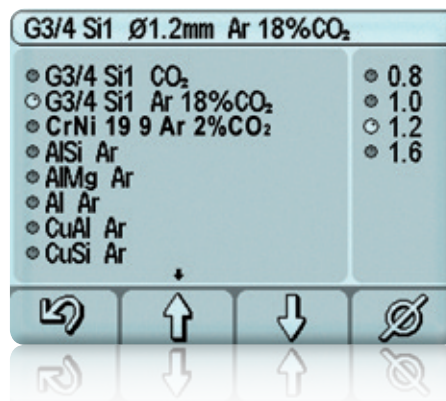 G3/4 Si1 Ø1.2mm Ar 18%CO₂
G3/4 Si1 CO₂
G3/4 Si1 Ar 18%CO₂
CrNi 19 9 Ar 2%CO₂
AlSi Ar
AlMg Ar
Al Ar
CuAl Ar
CuSi Ar
0.8
1.0
1.2
1.6